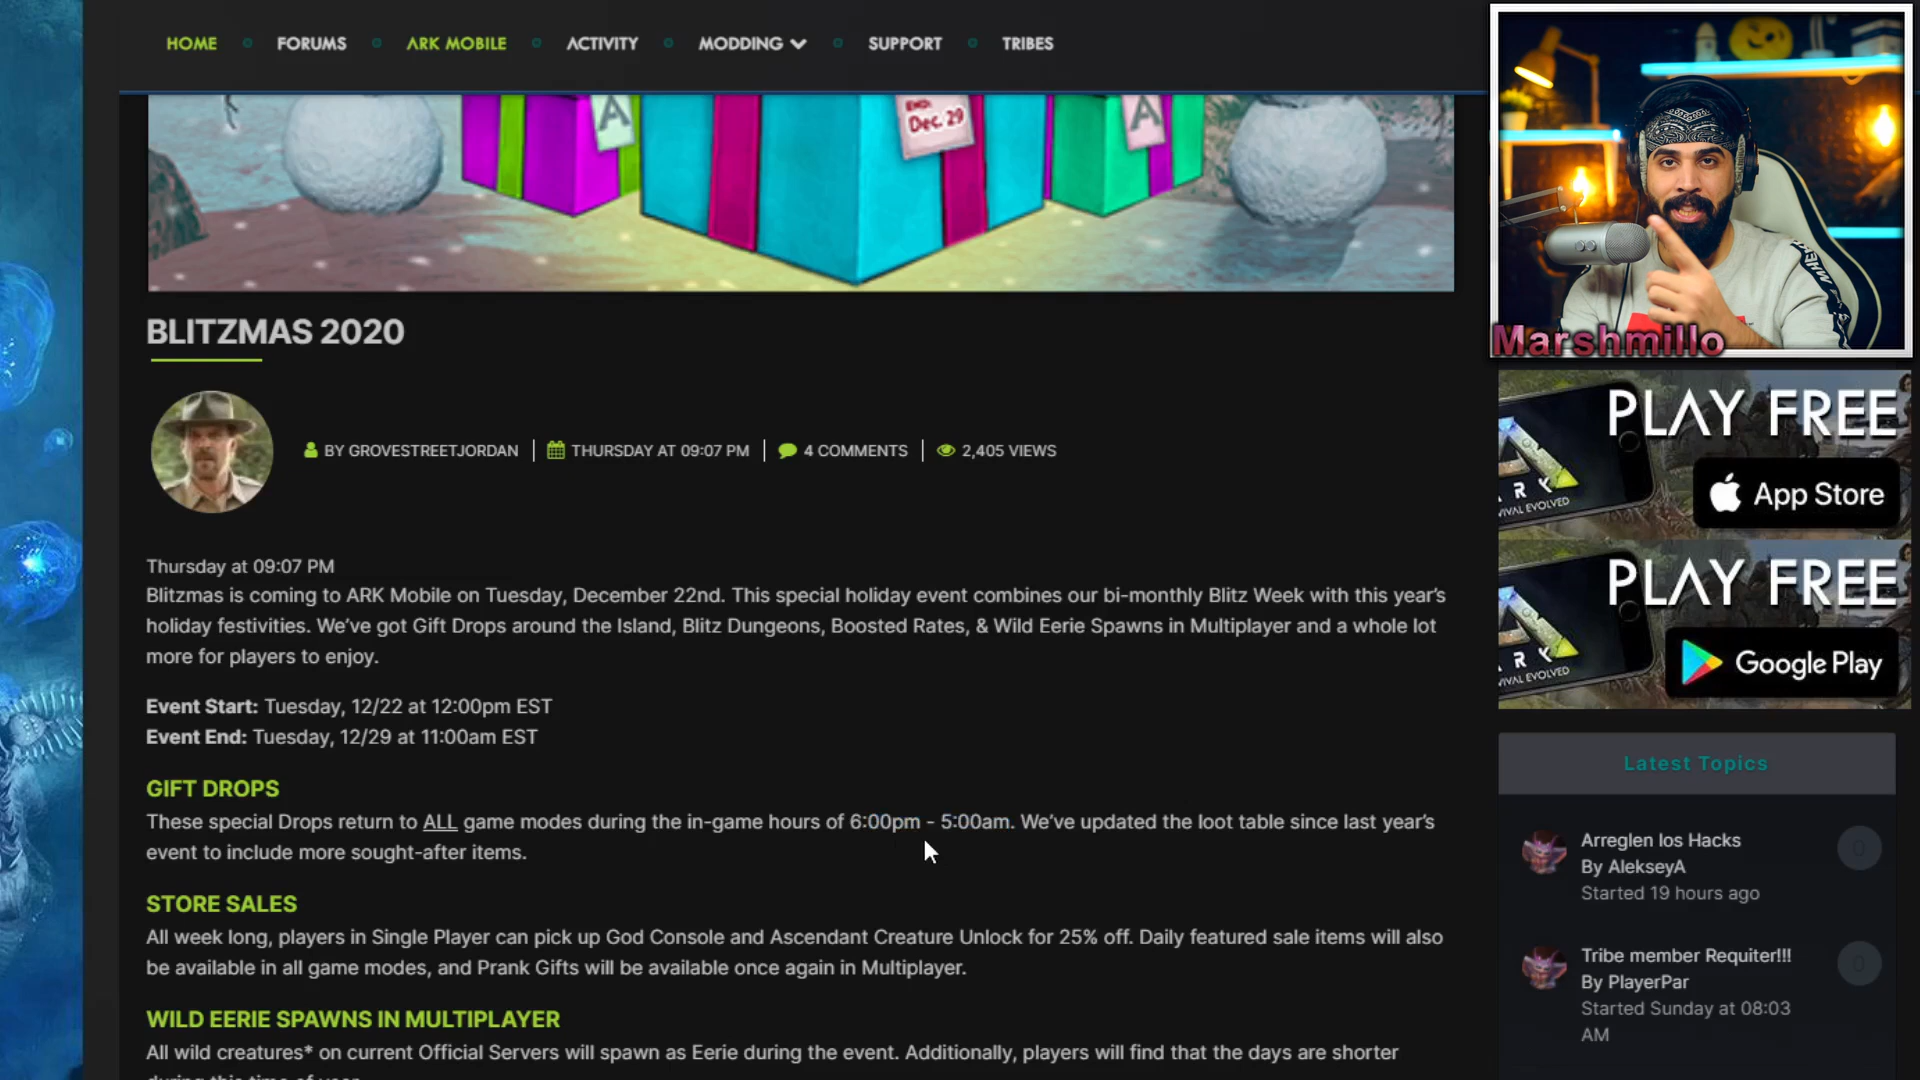 HOME
FORUMS
ARK MOBILE
ACTIVITY
MODDING
SUPPORT
TRIBES
A
End:
Dec. 29
A
Marshmillo
BLITZMAS 2020
BY GROVESTREETJORDAN
THURSDAY AT 09:07 PM
4 COMMENTS
2,405 VIEWS
Thursday at 09:07 PM
Blitzmas is coming to ARK Mobile on Tuesday, December 22nd. This special holiday event combines our bi-monthly Blitz Week with this year's
holiday festivities. We've got Gift Drops around the Island, Blitz Dungeons, Boosted Rates, & Wild Eerie Spawns in Multiplayer and a whole lot
more for players to enjoy.
Event Start: Tuesday, 12/22 at 12:00pm EST
Event End: Tuesday, 12/29 at 11:00am EST
GIFT DROPS
These special Drops return to ALL game modes during the in-game hours of 6:00pm - 5:00am. We've updated the loot table since last year's
event to include more sought-after items.
STORE SALES
All week long, players in Single Player can pick up God Console and Ascendant Creature Unlock for 25% off. Daily featured sale items will also
be available in all game modes, and Prank Gifts will be available once again in Multiplayer.
WILD EERIE SPAWNS IN MULTIPLAYER
All wild creatures* on current Official Servers will spawn as Eerie during the event. Additionally, players will find that the days are shorter
during this time of year.
PLAY FREE
App Store
PLAY FREE
Google Play
Latest Topics
Arreglen los Hacks
By AlekseyA
Started 19 hours ago
0
Tribe member Requiter!!!
By PlayerPar
Started Sunday at 08:03
AM
0